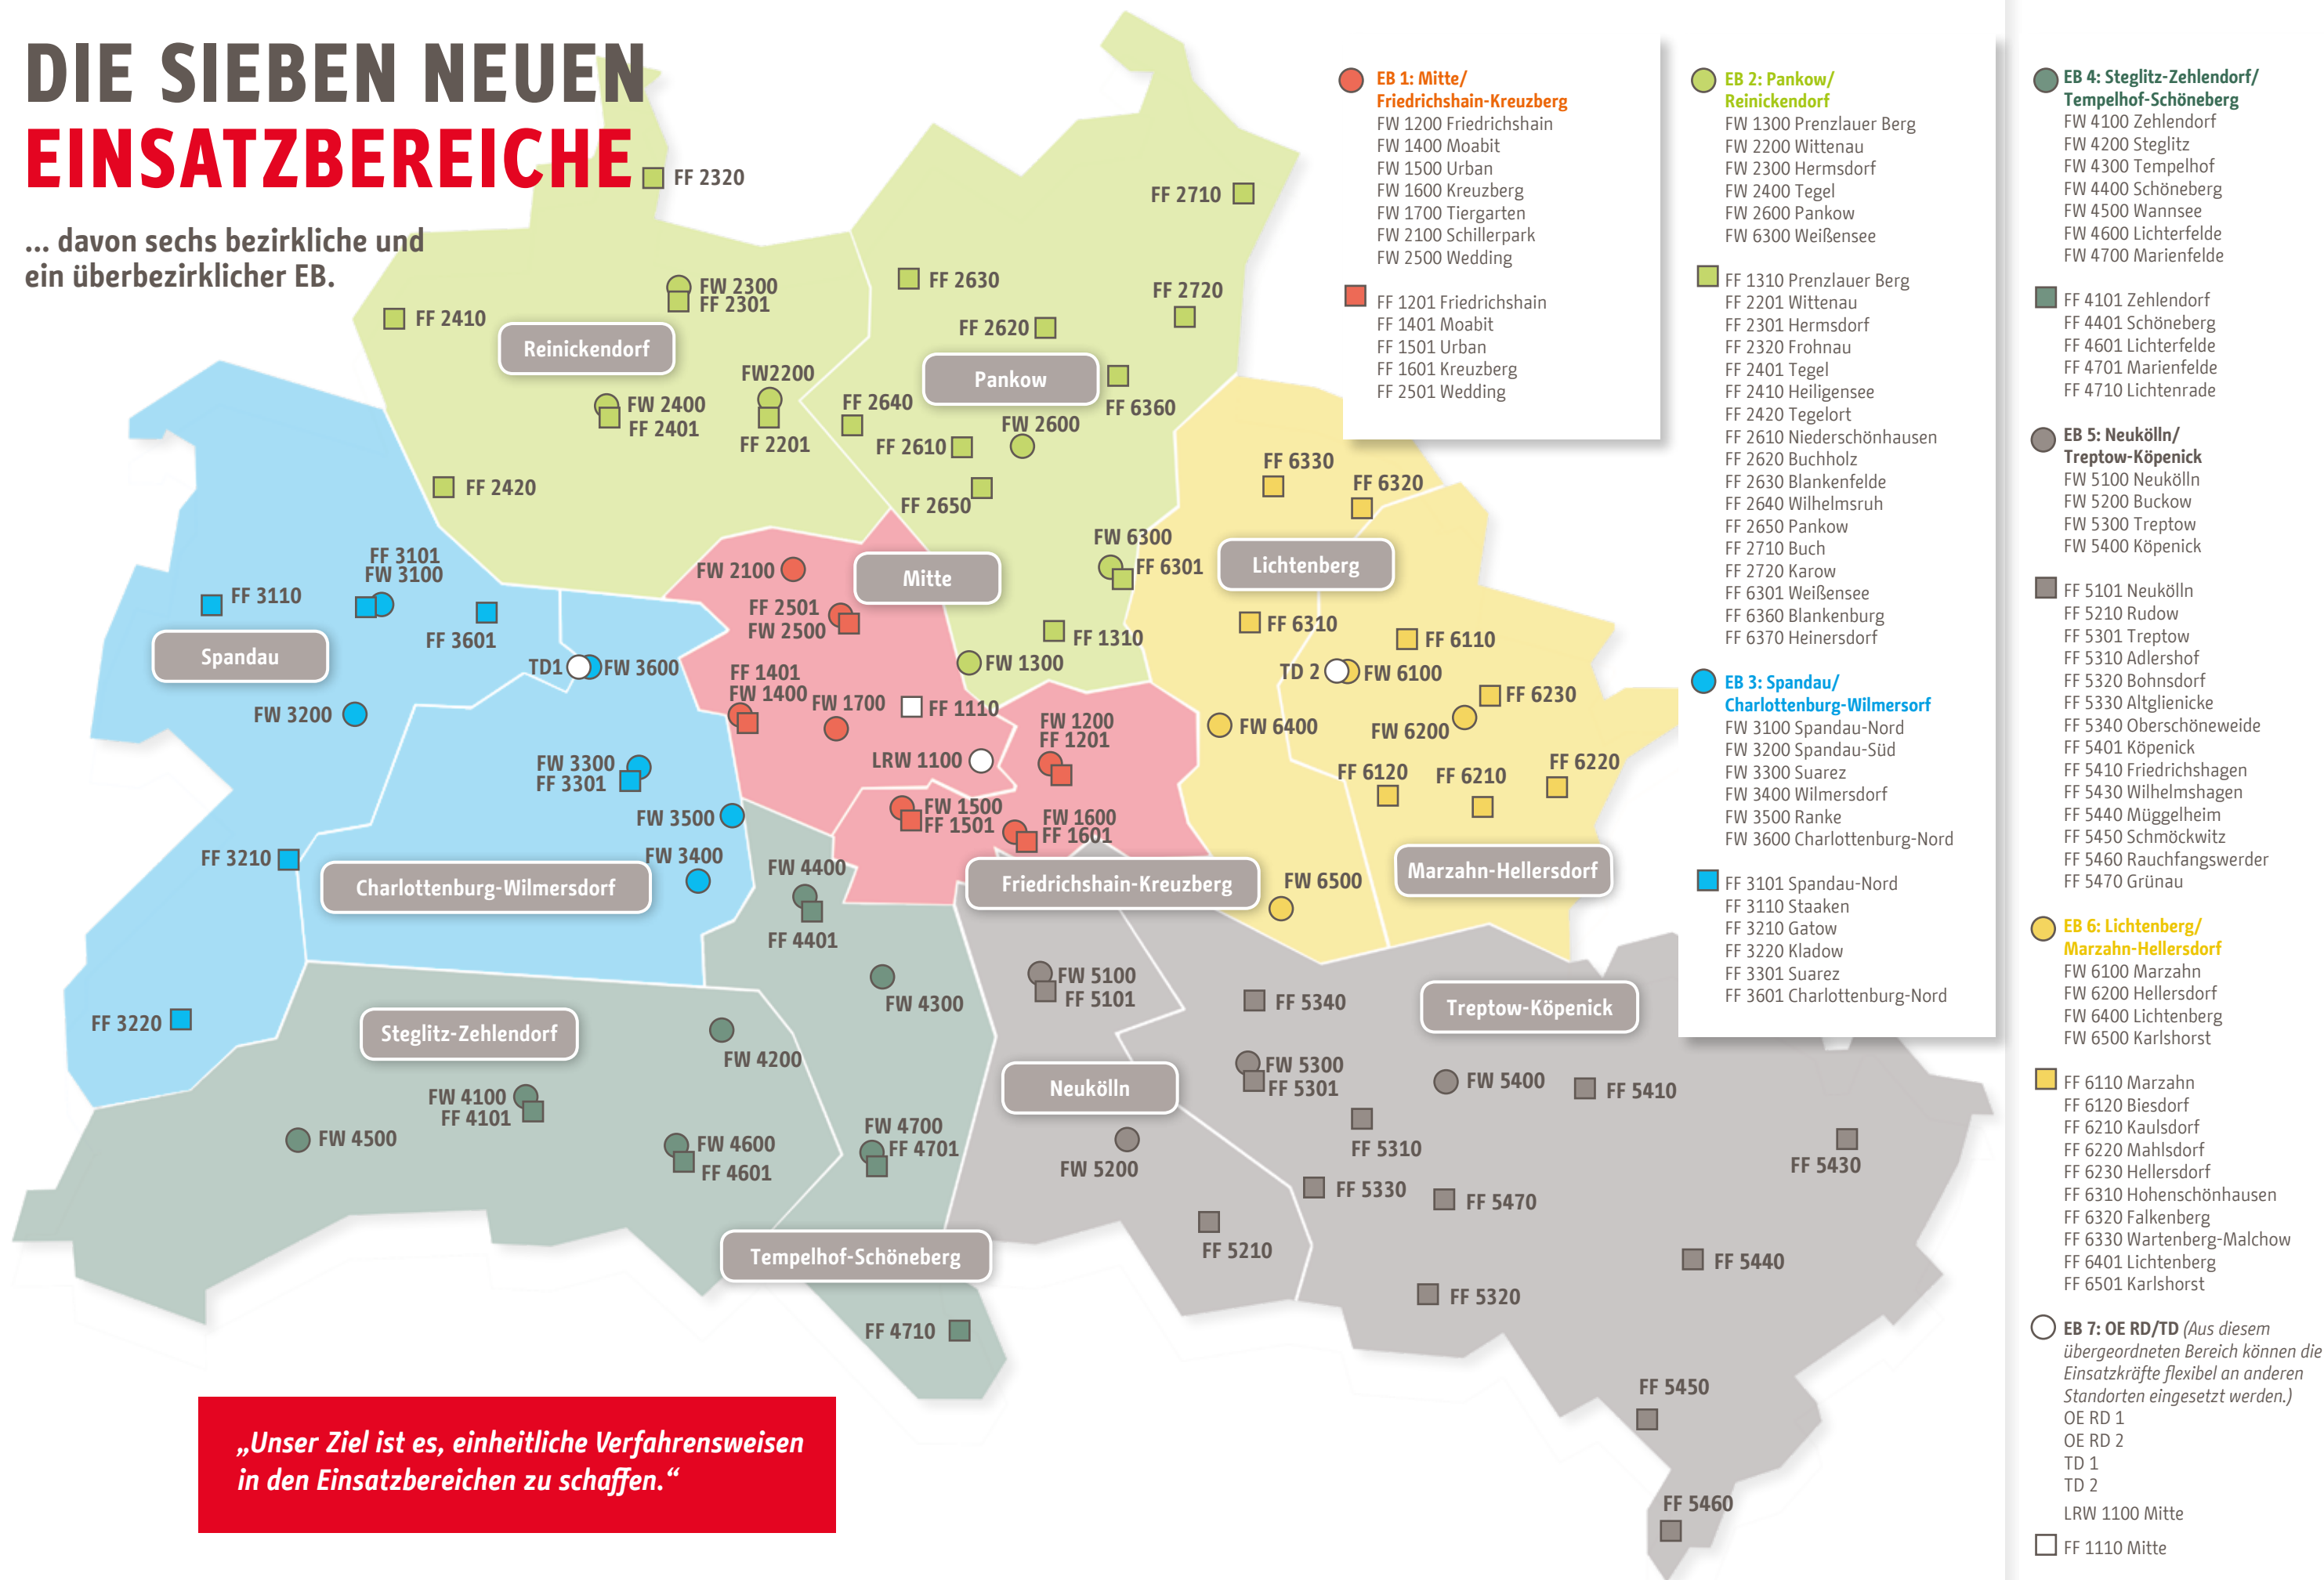 DIE SIEBEN NEUEN
EINSATZBEREICHE
... davon sechs bezirkliche und
ein überbezirklicher EB.
FF 2320
FF 2710
FW 2300
FF 2301
FF 2630
FF 2720
FF 2410
FF 2620
Reinickendorf
Pankow
FW2200
FF 6360
FW 2400
FF 2401
FF 2640
FW 2600
FF 2201
FF 2610
FF 2420
FF 2650
FF 6330
FF 6320
FW 6300
FF 6301
Lichtenberg
FF 3101
FW 3100
FW 2100
Mitte
FF 3110
FF 3601
FF 2501
FW 2500
FF 1310
FF 6310
FF 6110
Spandau
TD1
FW 3600
FW 1300
TD 2
FW 6100
FF 1401
FW 1400
FW 1700
FF 1110
FF 6230
FW 3200
FW 1200
FF 1201
FW 6400
FW 6200
FW 3300
FF 3301
LRW 1100
FF 6120
FF 6210
FF 6220
FW 3500
FW 1500
FF 1501
FW 1600
FF 1601
FF 3210
FW 3400
FW 4400
Charlottenburg-Wilmersdorf
Friedrichshain-Kreuzberg
FW 6500
Marzahn-Hellersdorf
FF 4401
FW 4300
FW 5100
FF 5101
FF 5340
Treptow-Köpenick
FF 3220
Steglitz-Zehlendorf
FW 4200
FW 5300
FF 5301
FW 5400
FF 5410
Neukölln
FW 4100
FF 4101
FW 4500
FW 4600
FF 4601
FW 4700
FF 4701
FW 5200
FF 5310
FF 5430
FF 5330
FF 5470
FF 5210
Tempelhof-Schöneberg
FF 5440
FF 5320
FF 4710
FF 5450
FF 5460
„Unser Ziel ist es, einheitliche Verfahrensweisen
in den Einsatzbereichen zu schaffen.“
EB 1: Mitte/
Friedrichshain-Kreuzberg
FW 1200 Friedrichshain
FW 1400 Moabit
FW 1500 Urban
FW 1600 Kreuzberg
FW 1700 Tiergarten
FW 2100 Schillerpark
FW 2500 Wedding
FF 1201 Friedrichshain
FF 1401 Moabit
FF 1501 Urban
FF 1601 Kreuzberg
FF 2501 Wedding
EB 2: Pankow/
Reinickendorf
FW 1300 Prenzlauer Berg
FW 2200 Wittenau
FW 2300 Hermsdorf
FW 2400 Tegel
FW 2600 Pankow
FW 6300 Weißensee
FF 1310 Prenzlauer Berg
FF 2201 Wittenau
FF 2301 Hermsdorf
FF 2320 Frohnau
FF 2401 Tegel
FF 2410 Heiligensee
FF 2420 Tegelort
FF 2610 Niederschönhausen
FF 2620 Buchholz
FF 2630 Blankenfelde
FF 2640 Wilhelmsruh
FF 2650 Pankow
FF 2710 Buch
FF 2720 Karow
FF 6301 Weißensee
FF 6360 Blankenburg
FF 6370 Heinersdorf
EB 3: Spandau/
Charlottenburg-Wilmersorf
FW 3100 Spandau-Nord
FW 3200 Spandau-Süd
FW 3300 Suarez
FW 3400 Wilmersdorf
FW 3500 Ranke
FW 3600 Charlottenburg-Nord
FF 3101 Spandau-Nord
FF 3110 Staaken
FF 3210 Gatow
FF 3220 Kladow
FF 3301 Suarez
FF 3601 Charlottenburg-Nord
EB 4: Steglitz-Zehlendorf/
Tempelhof-Schöneberg
FW 4100 Zehlendorf
FW 4200 Steglitz
FW 4300 Tempelhof
FW 4400 Schöneberg
FW 4500 Wannsee
FW 4600 Lichterfelde
FW 4700 Marienfelde
FF 4101 Zehlendorf
FF 4401 Schöneberg
FF 4601 Lichterfelde
FF 4701 Marienfelde
FF 4710 Lichtenrade
EB 5: Neukölln/
Treptow-Köpenick
FW 5100 Neukölln
FW 5200 Buckow
FW 5300 Treptow
FW 5400 Köpenick
FF 5101 Neukölln
FF 5210 Rudow
FF 5301 Treptow
FF 5310 Adlershof
FF 5320 Bohnsdorf
FF 5330 Altglienicke
FF 5340 Oberschöneweide
FF 5401 Köpenick
FF 5410 Friedrichshagen
FF 5430 Wilhelmshagen
FF 5440 Müggelheim
FF 5450 Schmöckwitz
FF 5460 Rauchfangswerder
FF 5470 Grünau
EB 6: Lichtenberg/
Marzahn-Hellersdorf
FW 6100 Marzahn
FW 6200 Hellersdorf
FW 6400 Lichtenberg
FW 6500 Karlshorst
FF 6110 Marzahn
FF 6120 Biesdorf
FF 6210 Kaulsdorf
FF 6220 Mahlsdorf
FF 6230 Hellersdorf
FF 6310 Hohenschönhausen
FF 6320 Falkenberg
FF 6330 Wartenberg-Malchow
FF 6401 Lichtenberg
FF 6501 Karlshorst
EB 7: OE RD/TD (Aus diesem
übergeordneten Bereich können die
Einsatzkräfte flexibel an anderen
Standorten eingesetzt werden.)
OE RD 1
OE RD 2
TD 1
TD 2
LRW 1100 Mitte
FF 1110 Mitte